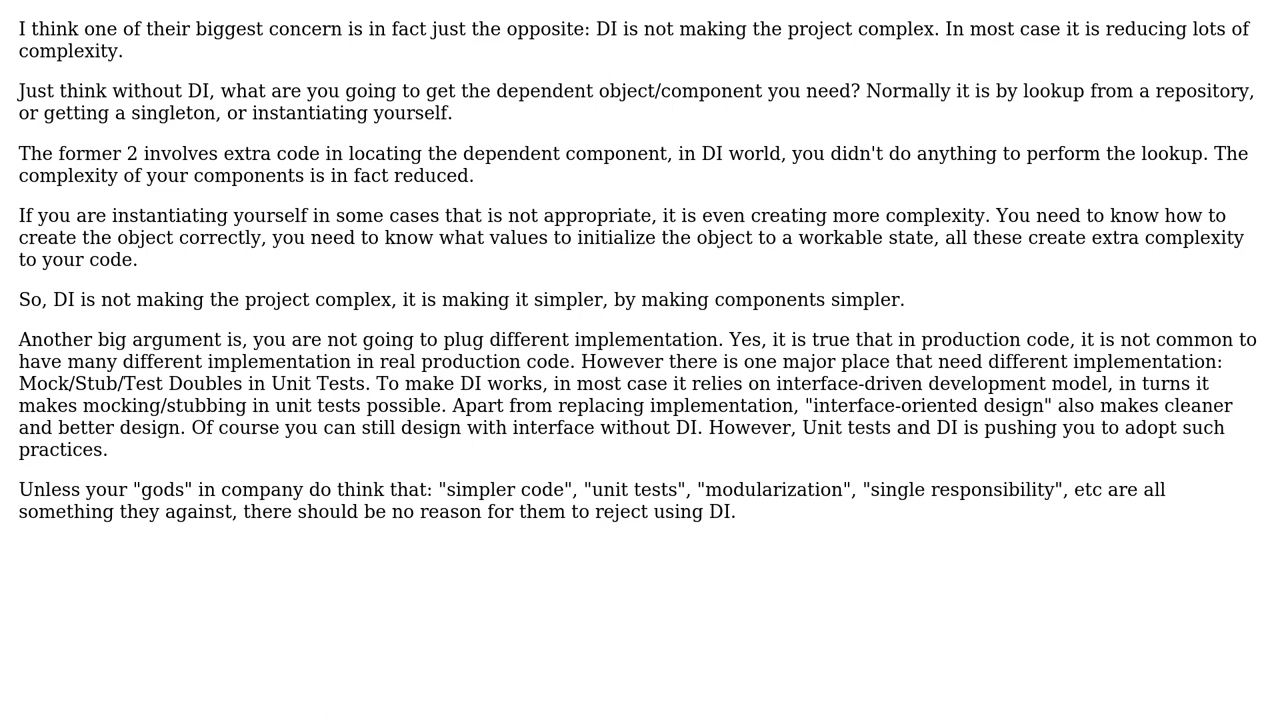 I think one of their biggest concern is in fact just the opposite: DI is not making the project complex. In most case it is reducing lots of
complexity.
Just think without DI, what are you going to get the dependent object/component you need? Normally it is by lookup from a repository,
or getting a singleton, or instantiating yourself.
The former 2 involves extra code in locating the dependent component, in DI world, you didn't do anything to perform the lookup. The
complexity of your components is in fact reduced.
If you are instantiating yourself in some cases that is not appropriate, it is even creating more complexity. You need to know how to
create the object correctly, you need to know what values to initialize the object to a workable state, all these create extra complexity
to your code.
So, DI is not making the project complex, it is making it simpler, by making components simpler.
Another big argument is, you are not going to plug different implementation. Yes, it is true that in production code, it is not common to
have many different implementation in real production code. However there is one major place that need different implementation:
Mock/Stub/Test Doubles in Unit Tests. To make DI works, in most case it relies on interface-driven development model, in turns it
makes mocking/stubbing in unit tests possible. Apart from replacing implementation, "interface-oriented design" also makes cleaner
and better design. Of course you can still design with interface without DI. However, Unit tests and DI is pushing you to adopt such
practices.
Unless your "gods" in company do think that: "simpler code", "unit tests", "modularization", "single responsibility", etc are all
something they against, there should be no reason for them to reject using DI.